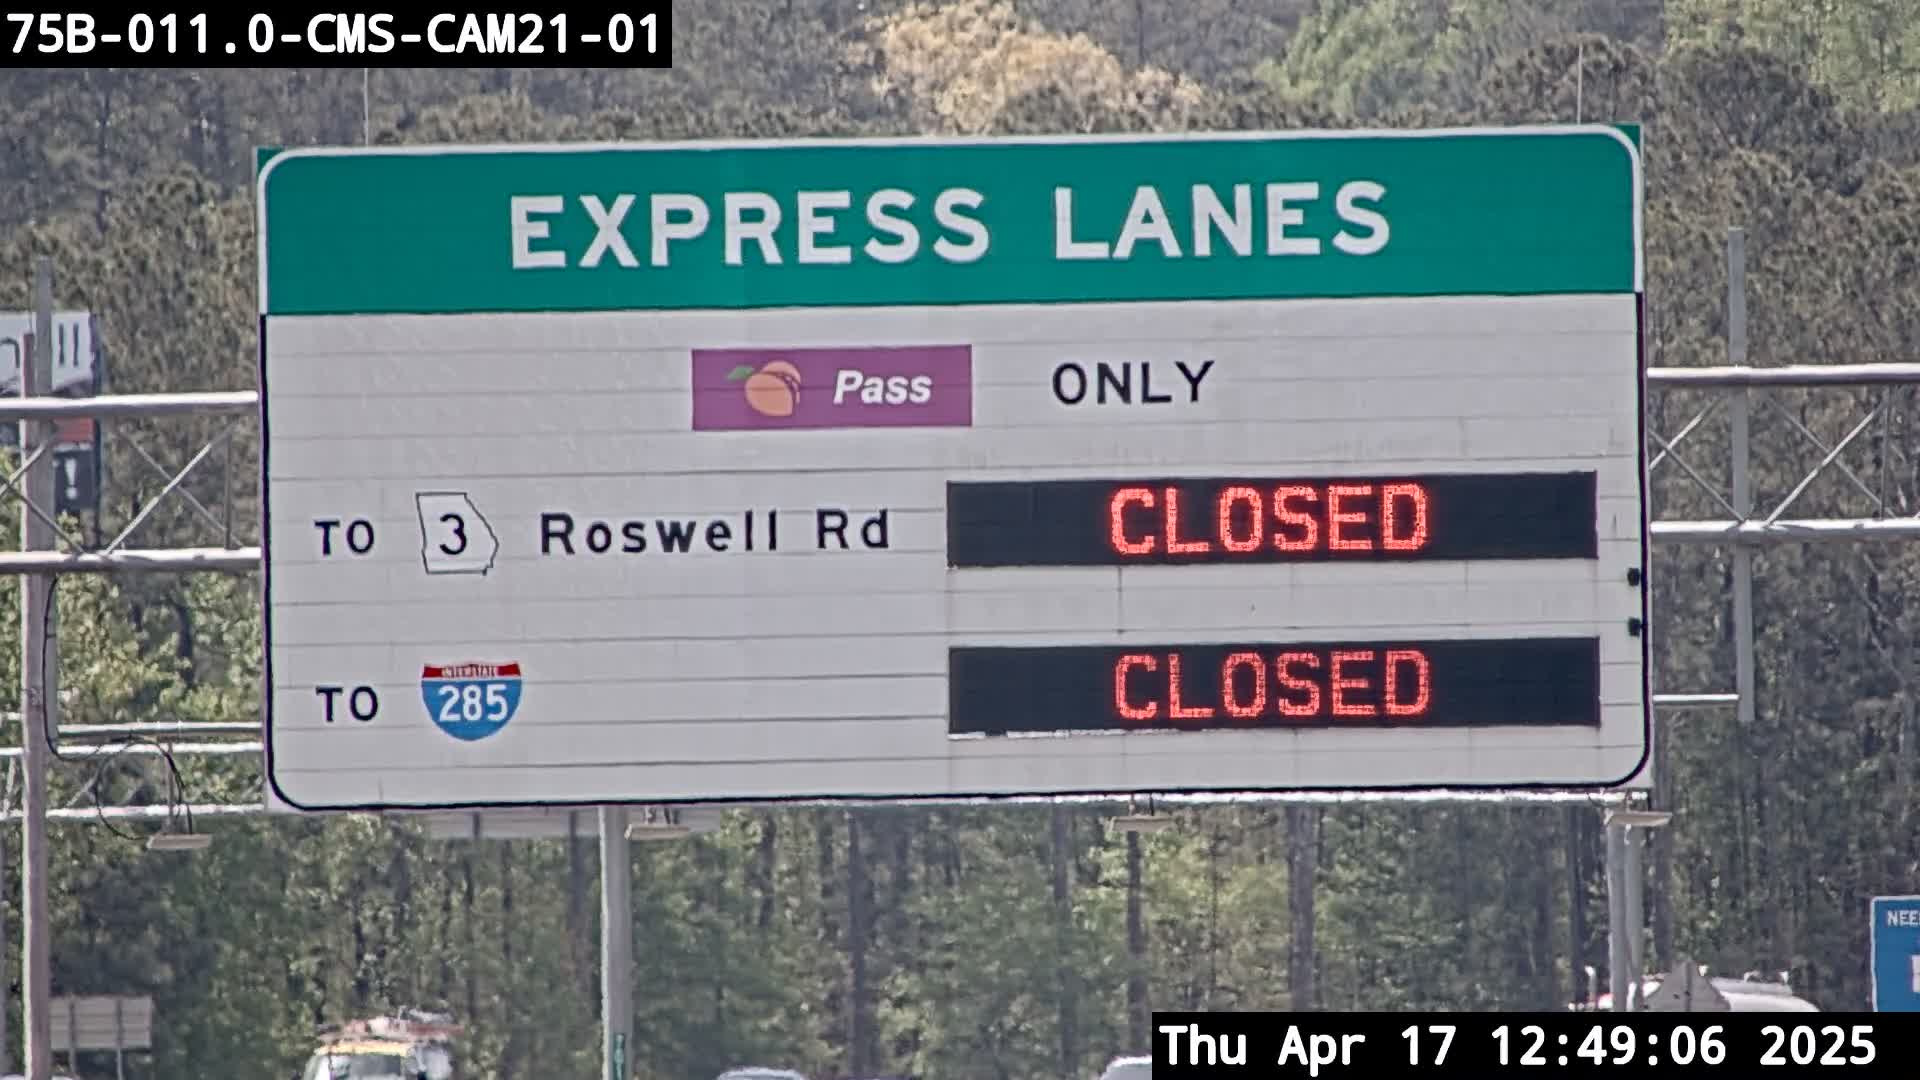 75B-011.0-CMS-CAM21-01
EXPRESS LANES
Pass ONLY
TO 3 Roswell Rd CLOSED
INTERSTATE
TO 285 CLOSED
Thu Apr 17 12:49:06 2025